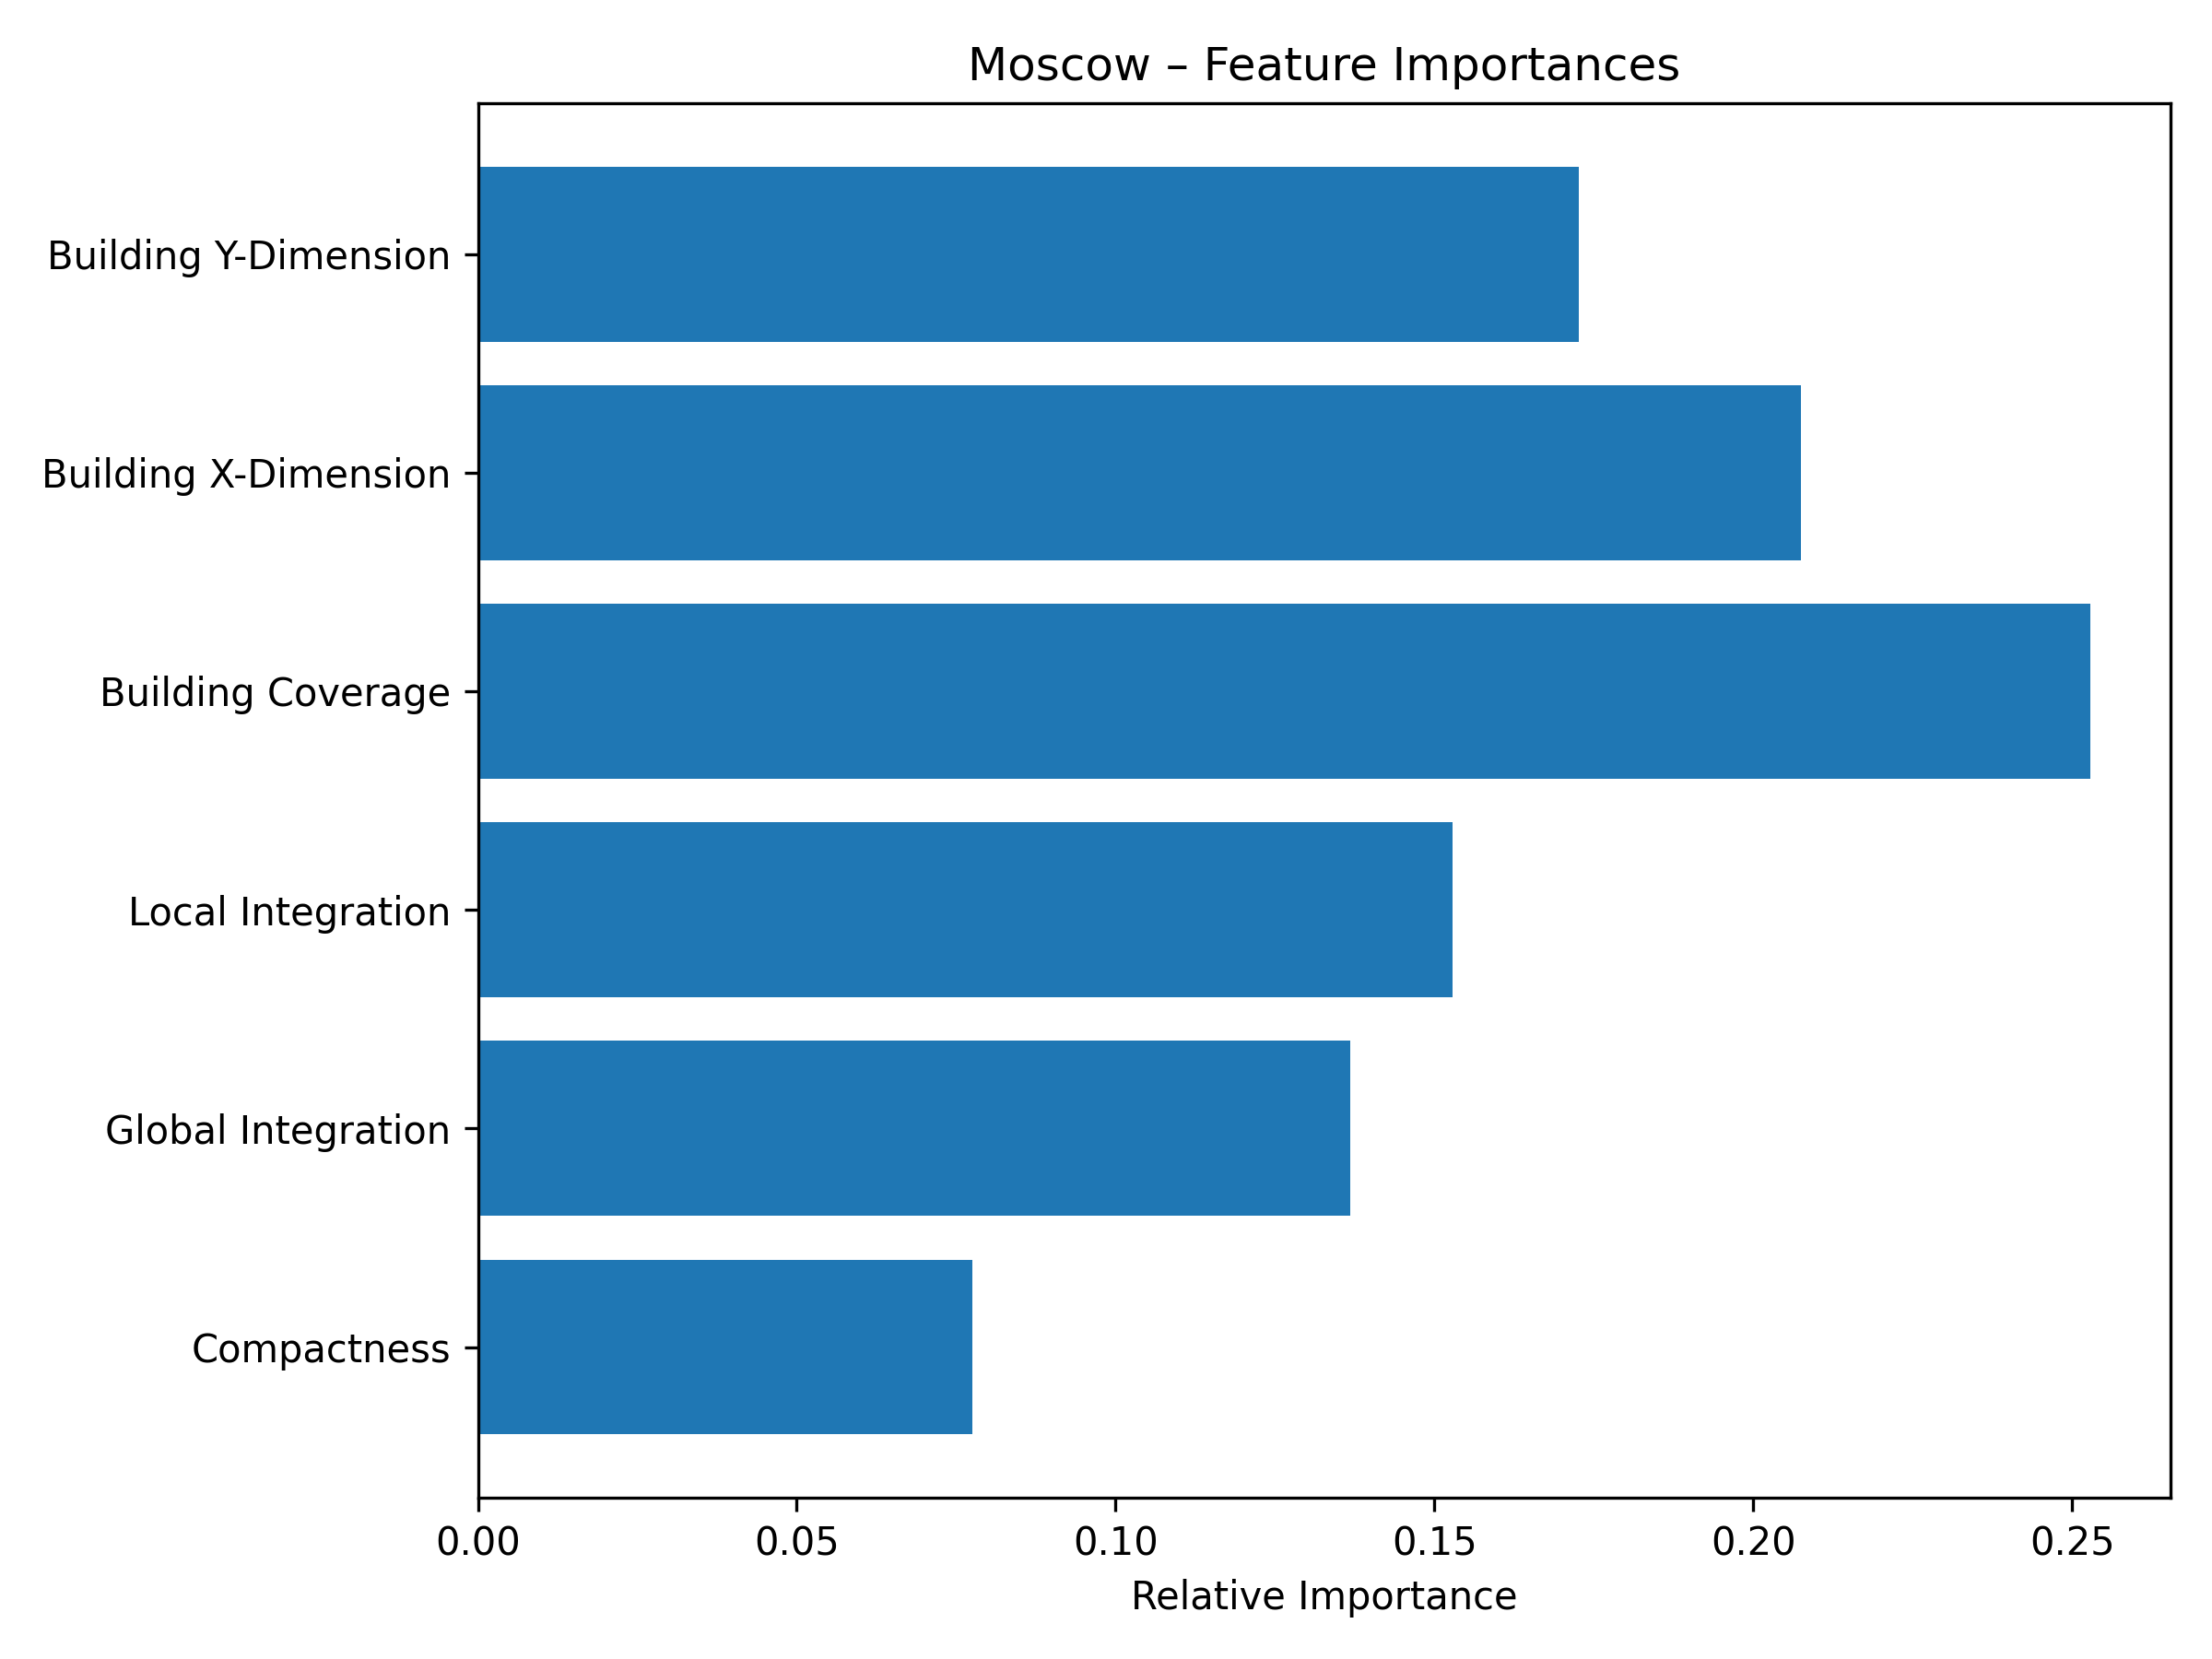 Moscow – Feature Importances
Building Y-Dimension
Building X-Dimension
Building Coverage
Local Integration
Global Integration
Compactness
0.00 0.05 0.10 0.15 0.20 0.25
Relative Importance